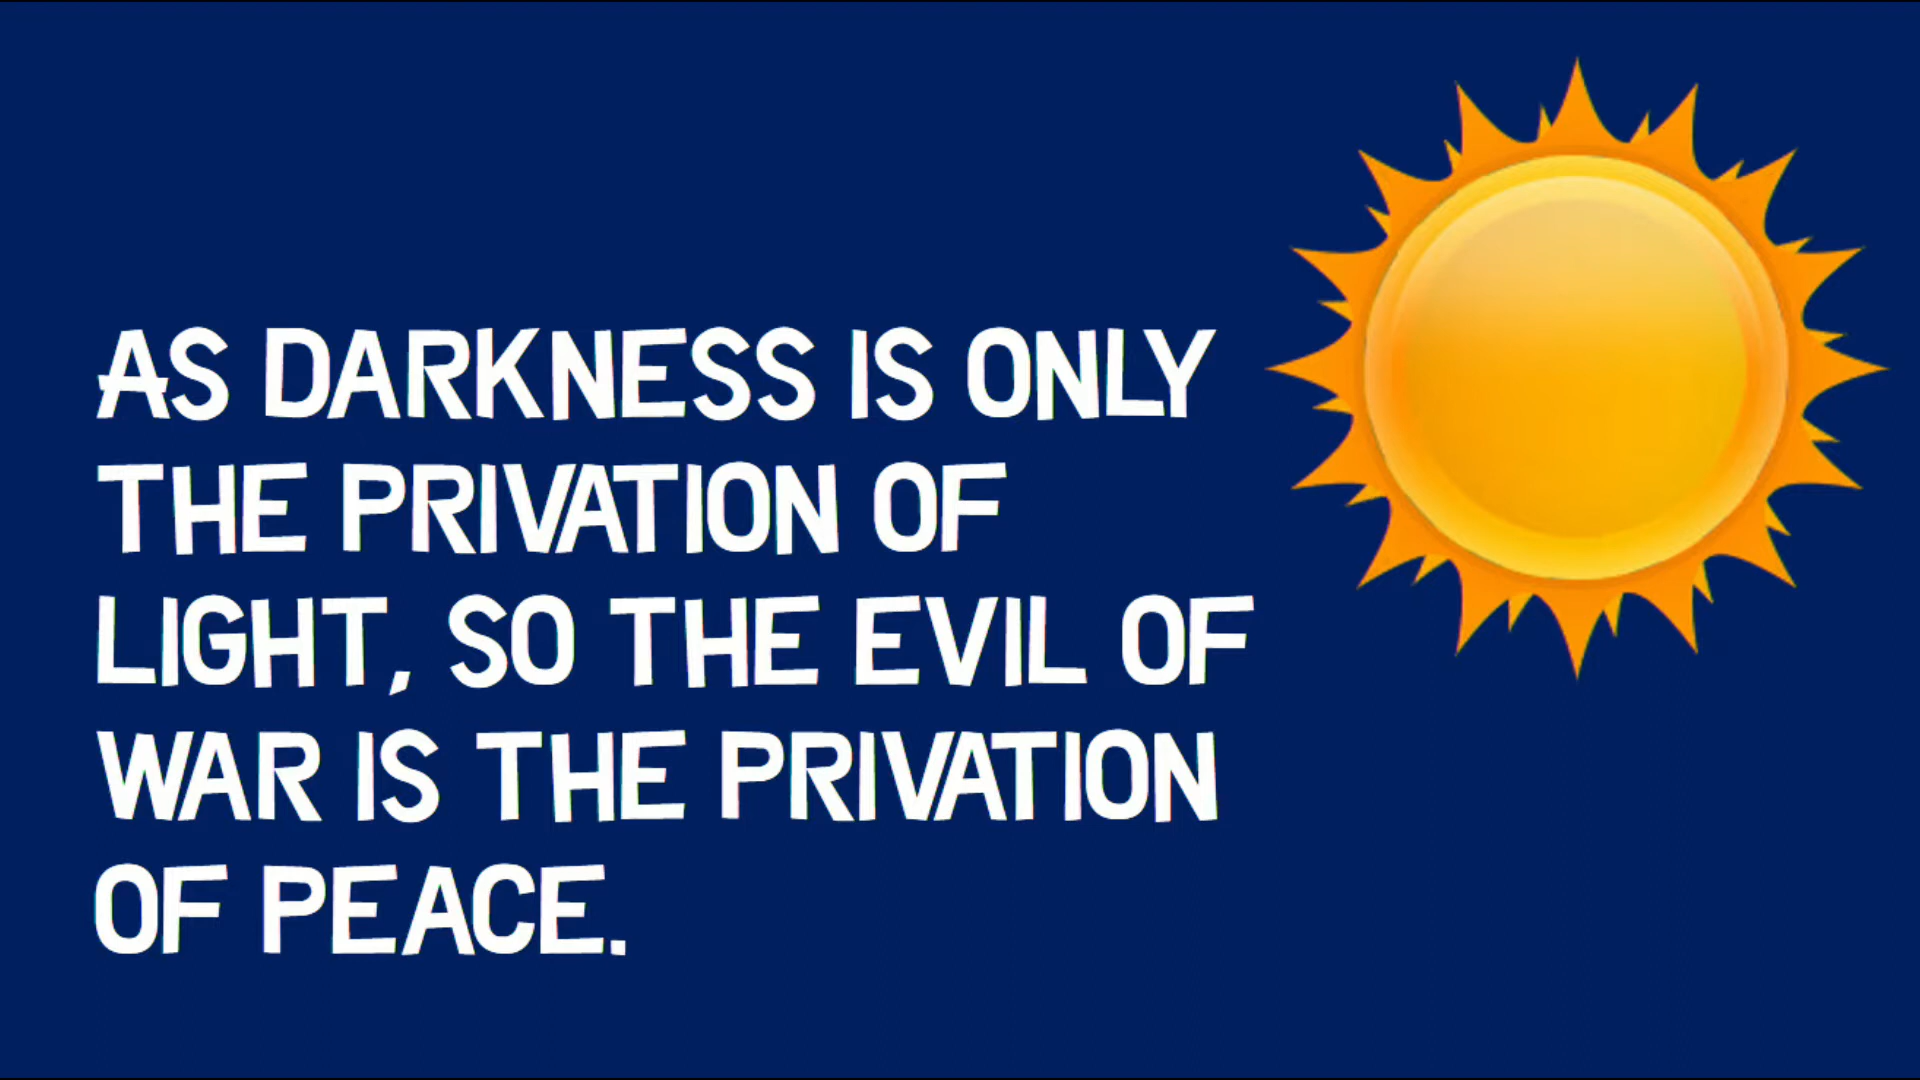 AS DARKNESS IS ONLY
THE PRIVATION OF
LIGHT, SO THE EVIL OF
WAR IS THE PRIVATION
OF PEACE.